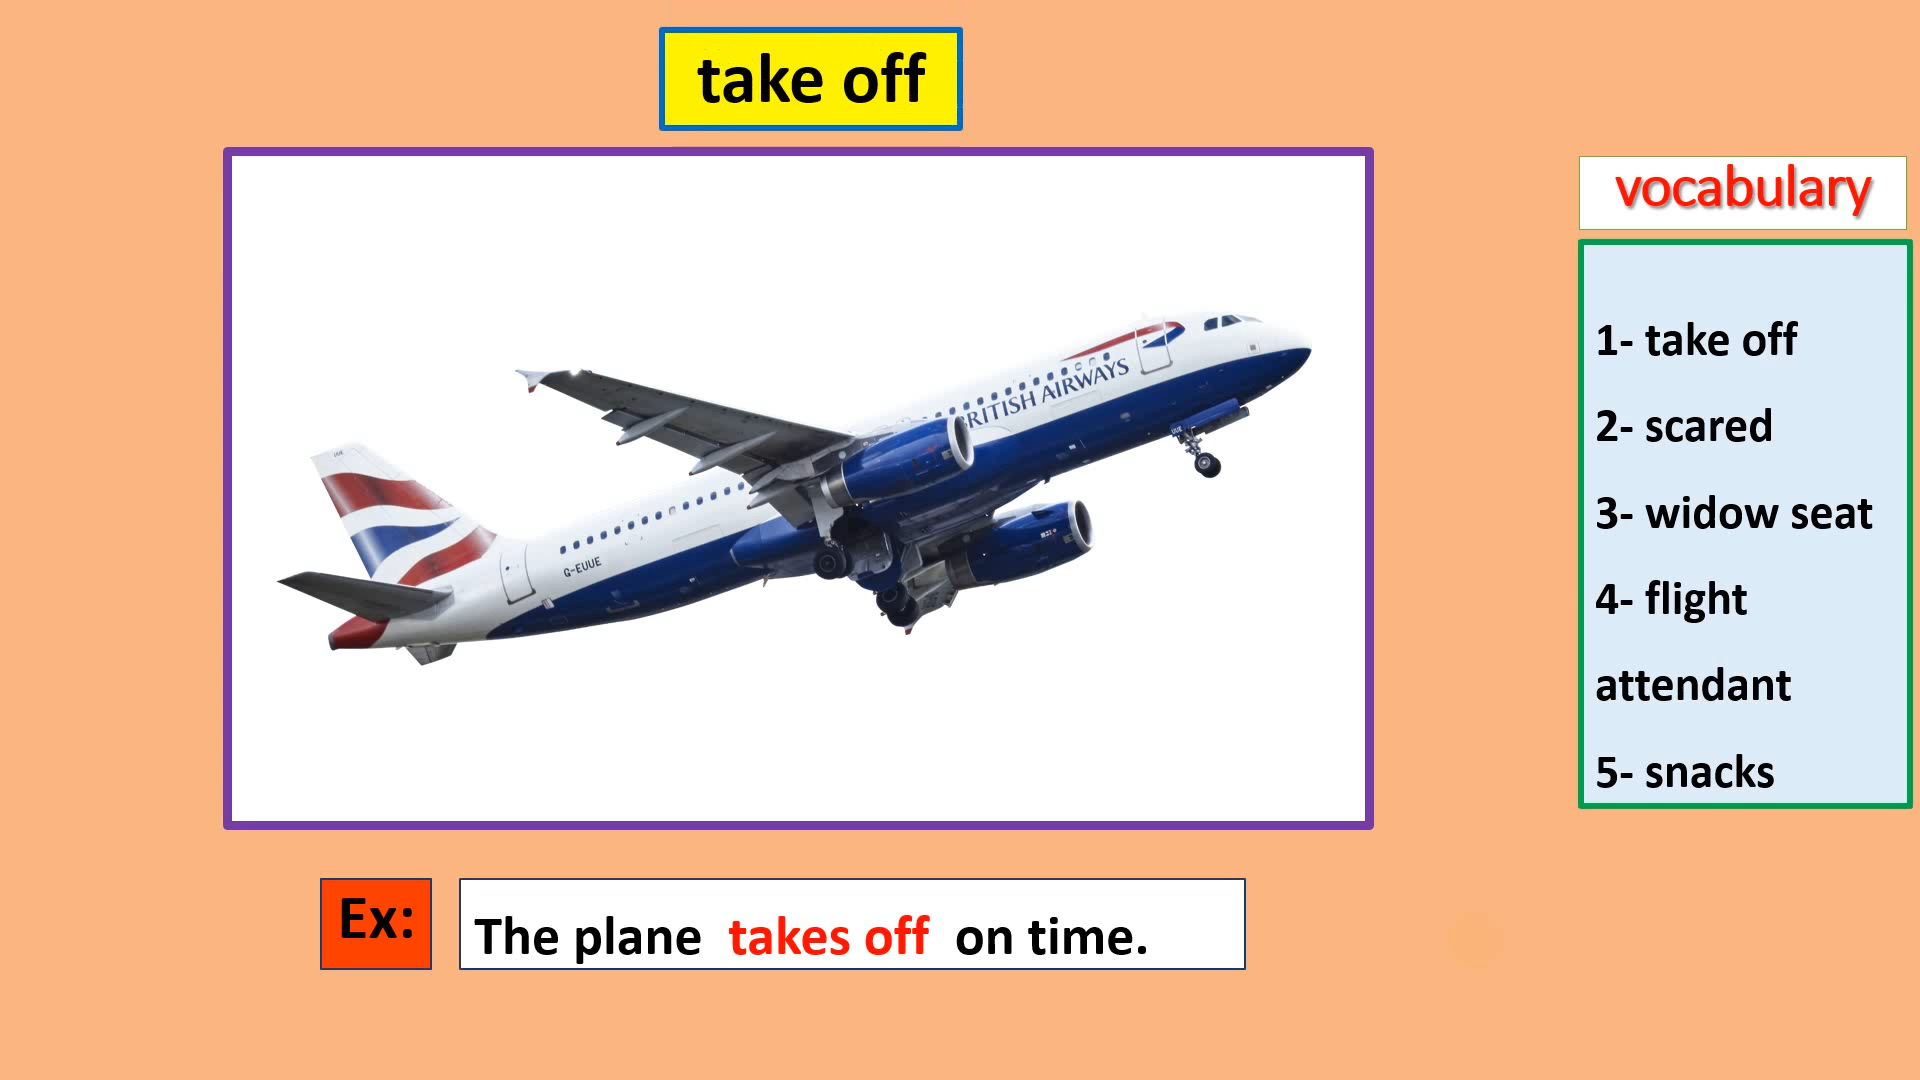 take off
vocabulary
1- take off
2- scared
3- widow seat
4- flight
attendant
5- snacks
BRITISH AIRWAYS
G-EUUE
Ex:
The plane takes off on time.